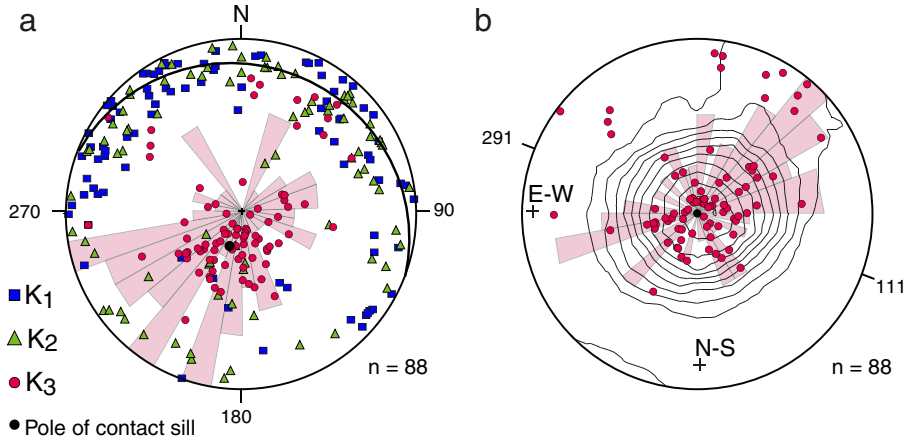 a
N
270
90
180
K1
K2
K3
Pole of contact sill
n = 88
b
291
E-W
111
N-S
n = 88